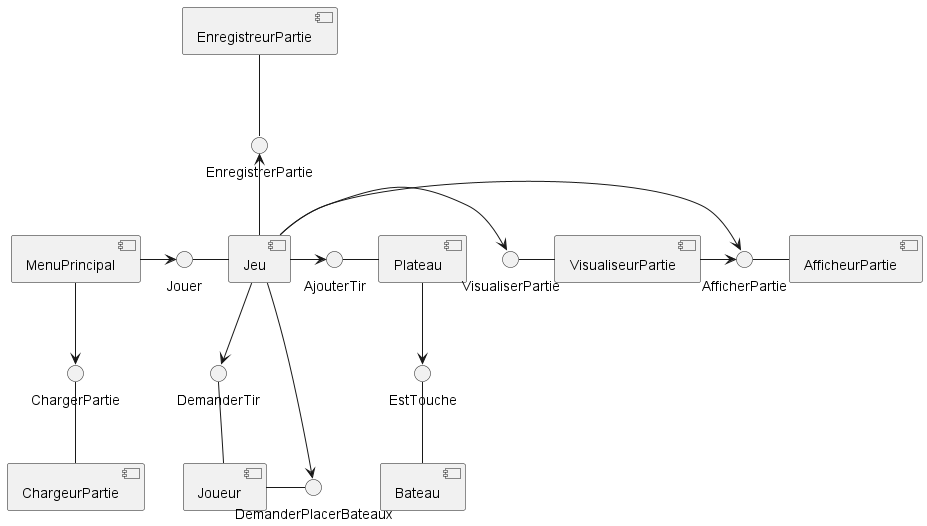 EnregistreurPartie
EnregistrerPartie
MenuPrincipal
Jouer
Jeu
AjouterTir
Plateau
VisualiserPartie
VisualiseurPartie
AfficherPartie
AfficheurPartie
ChargerPartie
DemanderTir
EstTouche
ChargeurPartie
Joueur
DemanderPlacerBateaux
Bateau